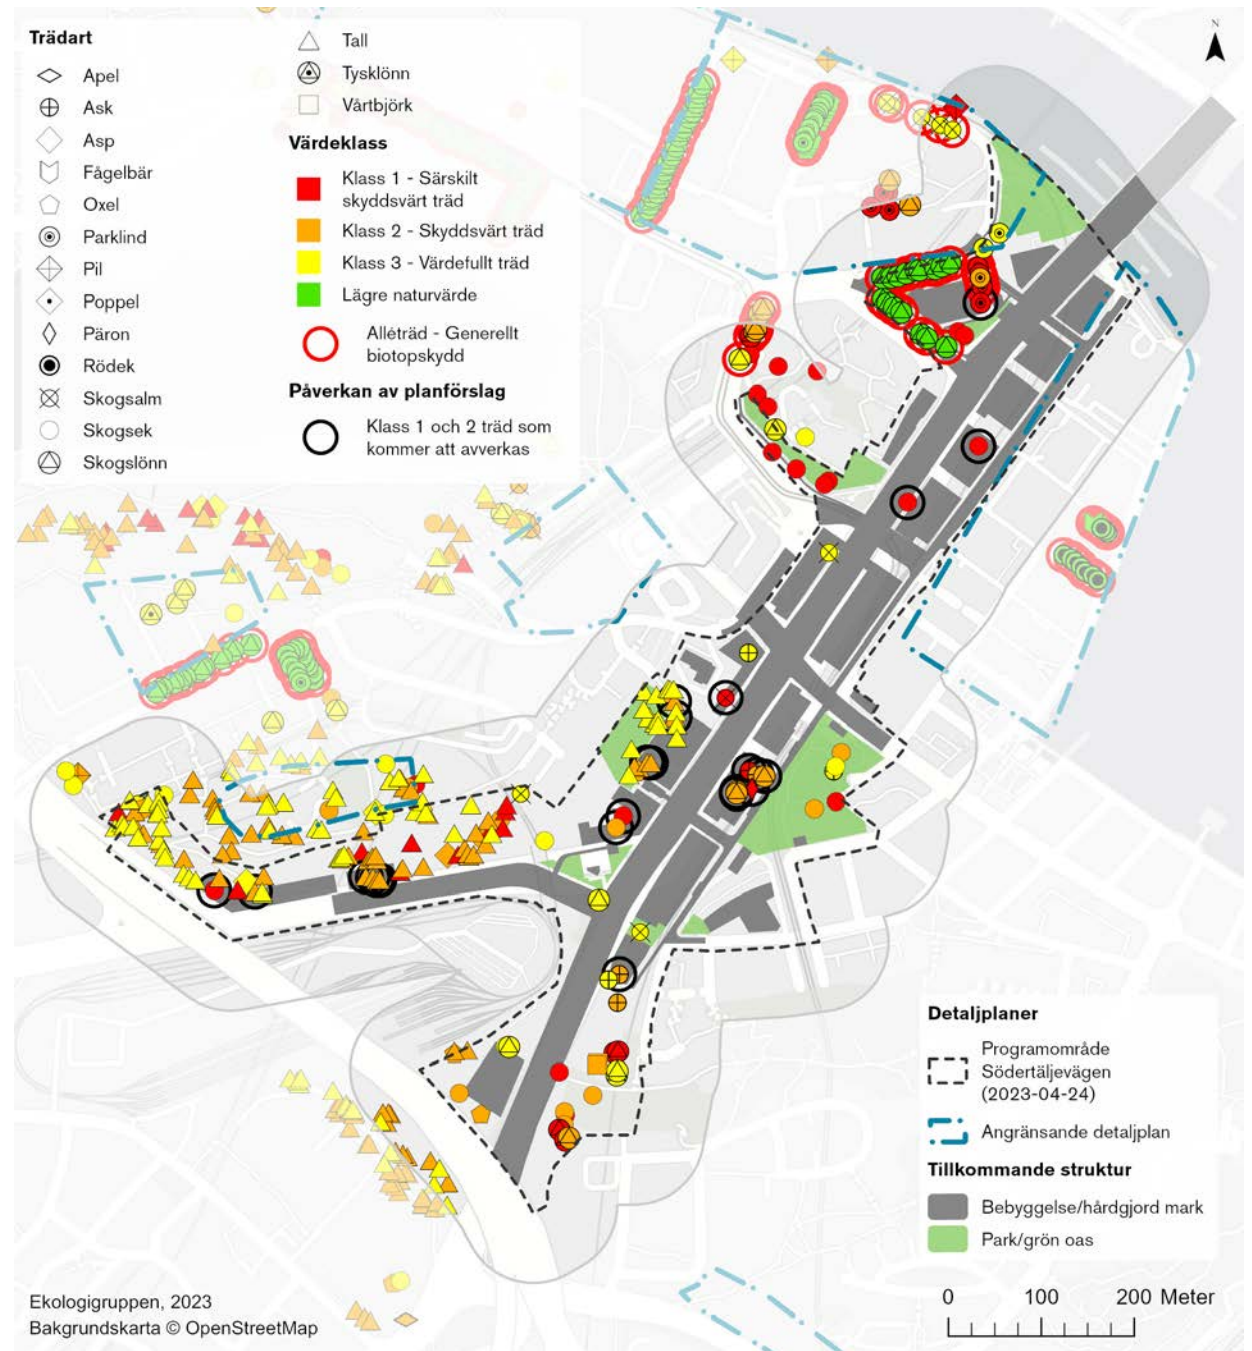 Trädart
Apel
Ask
Asp
Fågelbär
Oxel
Parklind
Pil
Poppel
Päron
Rödek
Skogsalm
Skogsek
Skogslönn
Tall
Tysklönn
Vårtbjörk
Värdeklass
Klass 1 - Särskilt
skyddsvärt träd
Klass 2 - Skyddsvärt träd
Klass 3 - Värdefullt träd
Lägre naturvärde
Alléträd - Generellt
biotopskydd
Påverkan av planförslag
Klass 1 och 2 träd som
kommer att avverkas
N
Detaljplaner
Programområde
Södertäljevägen
(2023-04-24)
Angränsande detaljplan
Tillkommande struktur
Bebyggelse/hårdgjord mark
Park/grön oas
0 100 200 Meter
Ekologigruppen, 2023
Bakgrundskarta © OpenStreetMap